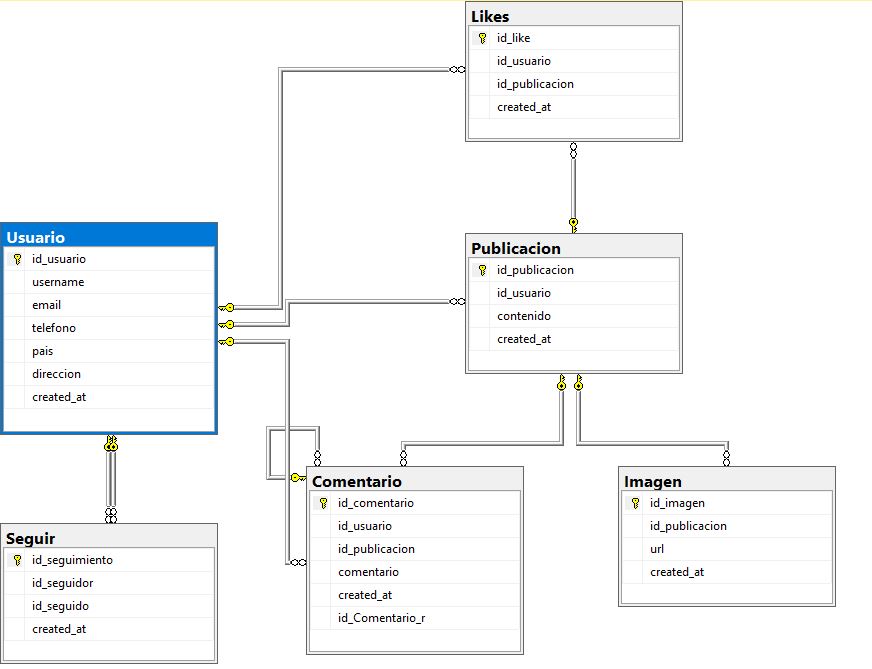 Likes
id_like
id_usuario
id_publicacion
created_at
Usuario
id_usuario
username
email
telefono
pais
direccion
created_at
Publicacion
id_publicacion
id_usuario
contenido
created_at
Seguir
id_seguimiento
id_seguidor
id_seguido
created_at
Comentario
id_comentario
id_usuario
id_publicacion
comentario
created_at
id_Comentario_r
Imagen
id_imagen
id_publicacion
url
created_at